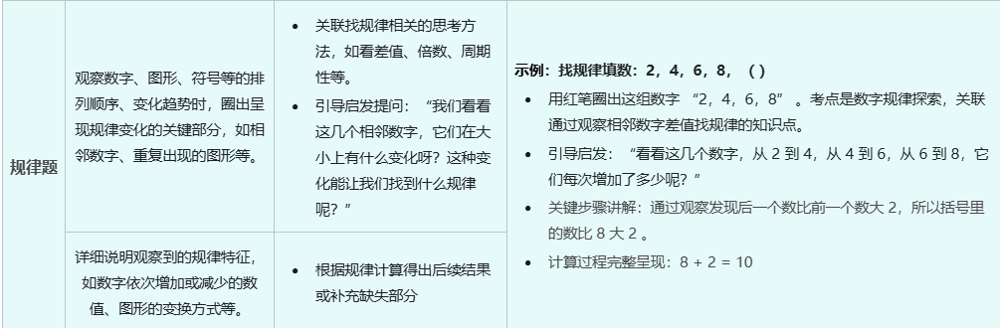 规律题
观察数字、图形、符号等的排
列顺序、变化趋势时，圈出呈
现规律变化的关键部分，如相
邻数字、重复出现的图形等。
• 关联找规律相关的思考方
法，如看差值、倍数、周期
性等。
• 引导启发提问：“我们看看
这几个相邻数字，它们在大
小上有什么变化呀？这种变
化能让我们找到什么规律
呢？”
详细说明观察到的规律特征，
如数字依次增加或减少的数
值、图形的变换方式等。
• 根据规律计算得出后续结果
或补充缺失部分
示例：找规律填数：2，4，6，8，（ ）
• 用红笔圈出这组数字 “2，4，6，8” 。考点是数字规律探索，关联
通过观察相邻数字差值找规律的知识点。
• 引导启发：“看看这几个数字，从 2 到 4，从 4 到 6，从 6 到 8，它
们每次增加了多少呢？”
• 关键步骤讲解：通过观察发现后一个数比前一个数大 2，所以括号里
的数比 8 大 2 。
• 计算过程完整呈现：8 + 2 = 10